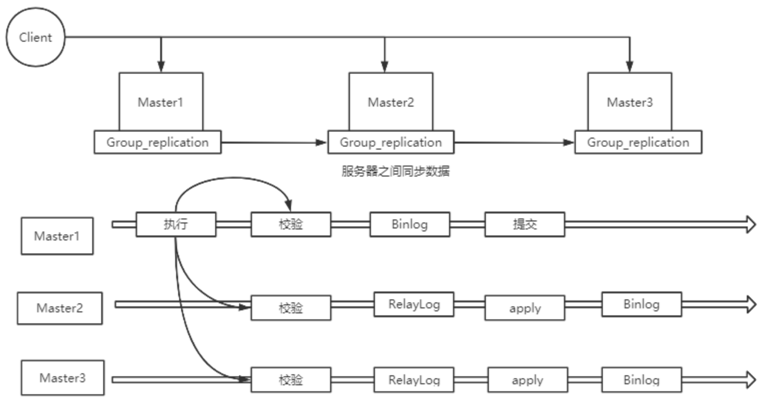 Client
Master1
Master2
Master3
Group_replication
Group_replication
Group_replication
服务器之间同步数据
Master1
执行
校验
Binlog
提交
Master2
校验
RelayLog
apply
Binlog
Master3
校验
RelayLog
apply
Binlog